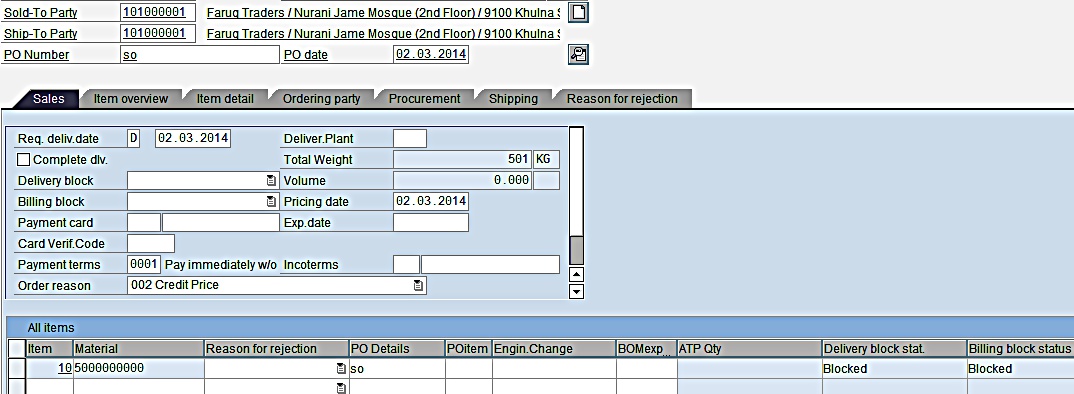 Sold-To Party 101000001 Faruq Traders / Nurani Jame Mosque (2nd Floor) / 9100 Khulna S
Ship-To Party 101000001 Faruq Traders / Nurani Jame Mosque (2nd Floor) / 9100 Khulna S
PO Number so PO date 02.03.2014
Sales Item overview Item detail Ordering party Procurement Shipping Reason for rejection
Req. deliv.date D 02.03.2014 Deliver.Plant
Complete dlv. Total Weight 501 KG
Delivery block Volume 0.000
Billing block Pricing date 02.03.2014
Payment card Exp.date
Card Verif.Code
Payment terms 0001 Pay immediately w/o Incoterms
Order reason 002 Credit Price
All items
Item Material Reason for rejection PO Details POitem Engin.Change BOMexp... ATP Qty Delivery block stat. Billing block status
10 5000000000 so Blocked Blocked